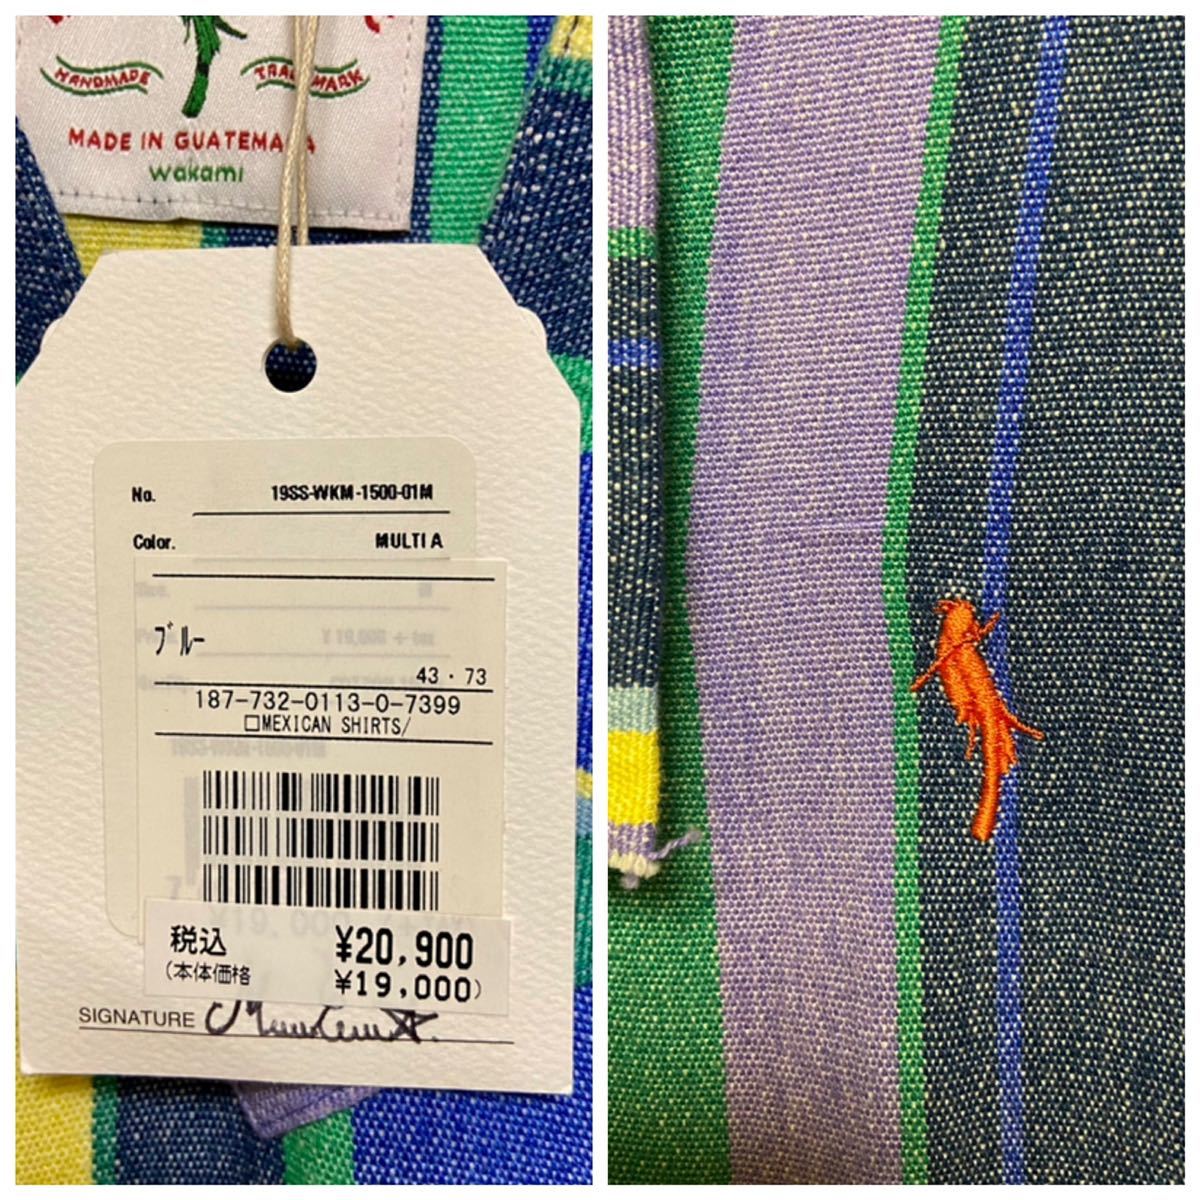 HANDMADE TRADEMARK
MADE IN GUATEMALA
wakami
No. 19SS-WKM-1500-01M
Color. MULTI A
ﾌﾞﾙｰ
43・73
187-732-0113-0-7399
□MEXICAN SHIRTS/
税込 ¥20,900
(本体価格 ¥19,000)
SIGNATURE